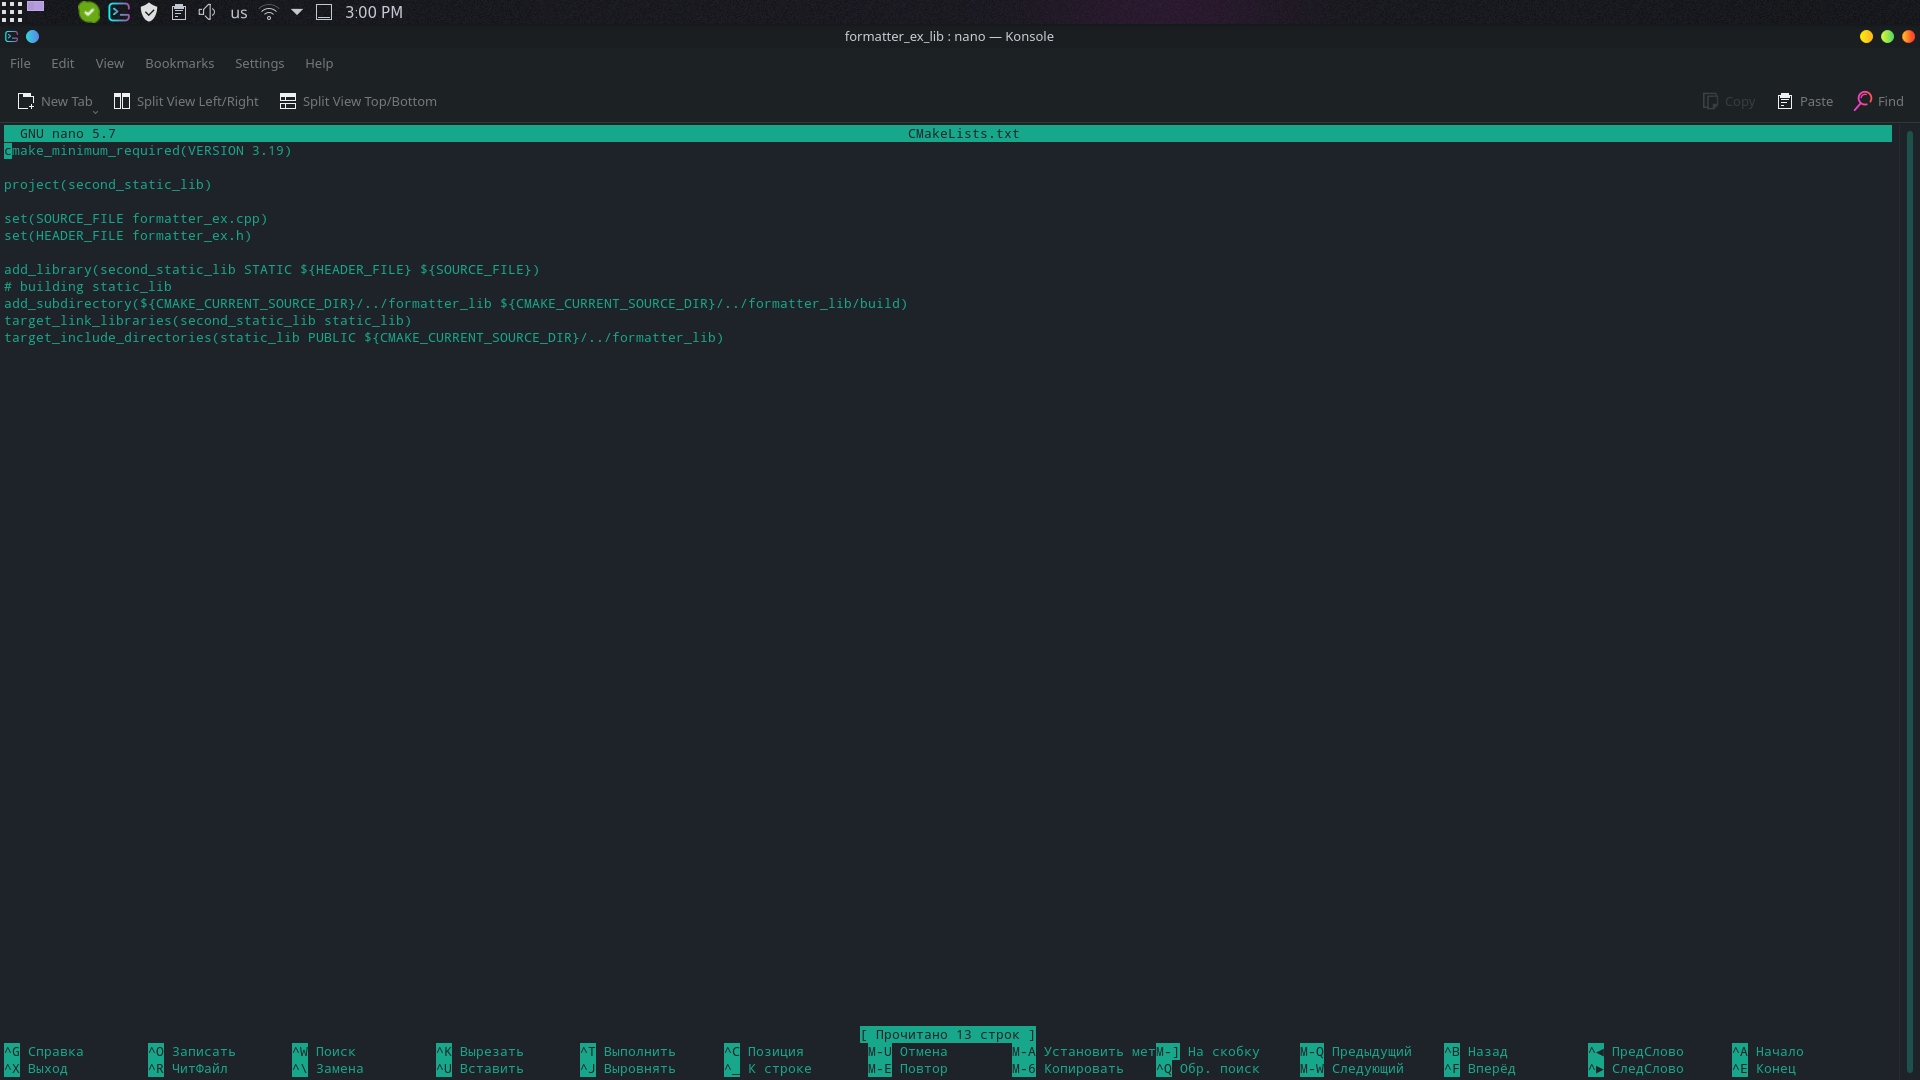 us 3:00 PM
formatter_ex_lib : nano — Konsole
File Edit View Bookmarks Settings Help
New Tab Split View Left/Right Split View Top/Bottom Copy Paste Find
GNU nano 5.7 CMakeLists.txt
cmake_minimum_required(VERSION 3.19)
project(second_static_lib)
set(SOURCE_FILE formatter_ex.cpp)
set(HEADER_FILE formatter_ex.h)
add_library(second_static_lib STATIC ${HEADER_FILE} ${SOURCE_FILE})
# building static_lib
add_subdirectory(${CMAKE_CURRENT_SOURCE_DIR}/../formatter_lib ${CMAKE_CURRENT_SOURCE_DIR}/../formatter_lib/build)
target_link_libraries(second_static_lib static_lib)
target_include_directories(static_lib PUBLIC ${CMAKE_CURRENT_SOURCE_DIR}/../formatter_lib)
[ Прочитано 13 строк ]
^G Справка ^O Записать ^W Поиск ^K Вырезать ^T Выполнить ^C Позиция M-U Отмена M-A Установить мет M-] На скобку M-Q Предыдущий ^B Назад ^◀ ПредСлово ^A Начало
^X Выход ^R ЧитФайл ^\ Замена ^U Вставить ^J Выровнять ^_ К строке M-E Повтор M-6 Копировать ^Q Обр. поиск M-W Следующий ^F Вперёд ^▶ СледСлово ^E Конец